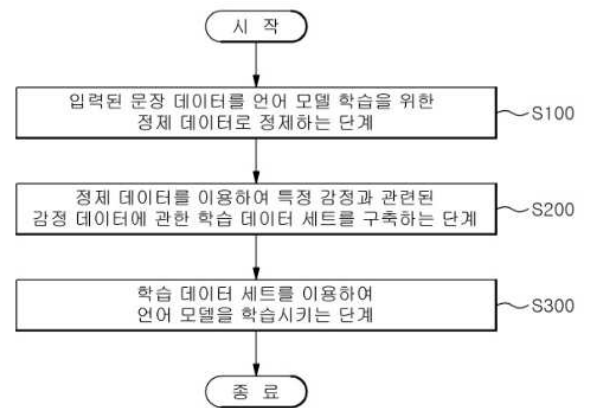 시 작
입력된 문장 데이터를 언어 모델 학습을 위한
정제 데이터로 정제하는 단계
S100
정제 데이터를 이용하여 특정 감정과 관련된
감정 데이터에 관한 학습 데이터 세트를 구축하는 단계
S200
학습 데이터 세트를 이용하여
언어 모델을 학습시키는 단계
S300
종 료